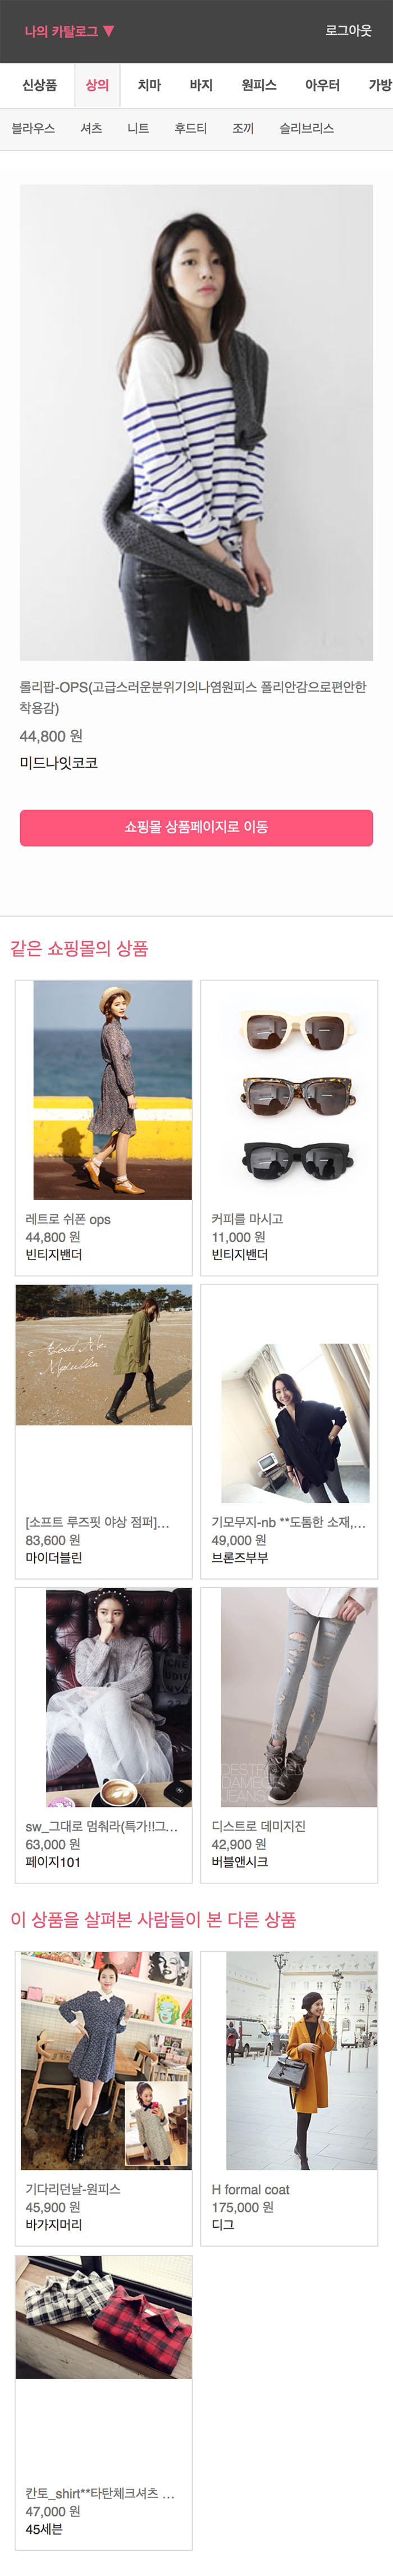 나의 카탈로그 ▼
로그아웃
신상품 상의 치마 바지 원피스 아우터 가방
블라우스 셔츠 니트 후드티 조끼 슬리브리스
롤리팝-OPS(고급스러운분위기의나염원피스 폴리안감으로편안한
착용감)
44,800 원
미드나잇코코
쇼핑몰 상품페이지로 이동
같은 쇼핑몰의 상품
레트로 쉬폰 ops
44,800 원
빈티지밴더
커피를 마시고
11,000 원
빈티지밴더
[소프트 루즈핏 야상 점퍼]...
83,600 원
마이더블린
기모무지-nb **도톰한 소재,...
49,000 원
브론즈부부
sw_그대로 멈춰라(특가!!그...
63,000 원
페이지101
DAMEGE
JEANS
디스트로 데미지진
42,900 원
버블앤시크
이 상품을 살펴본 사람들이 본 다른 상품
기다리던날-원피스
45,900 원
바가지머리
H formal coat
175,000 원
디그
칸토_shirt**타탄체크셔츠 ...
47,000 원
45세븐